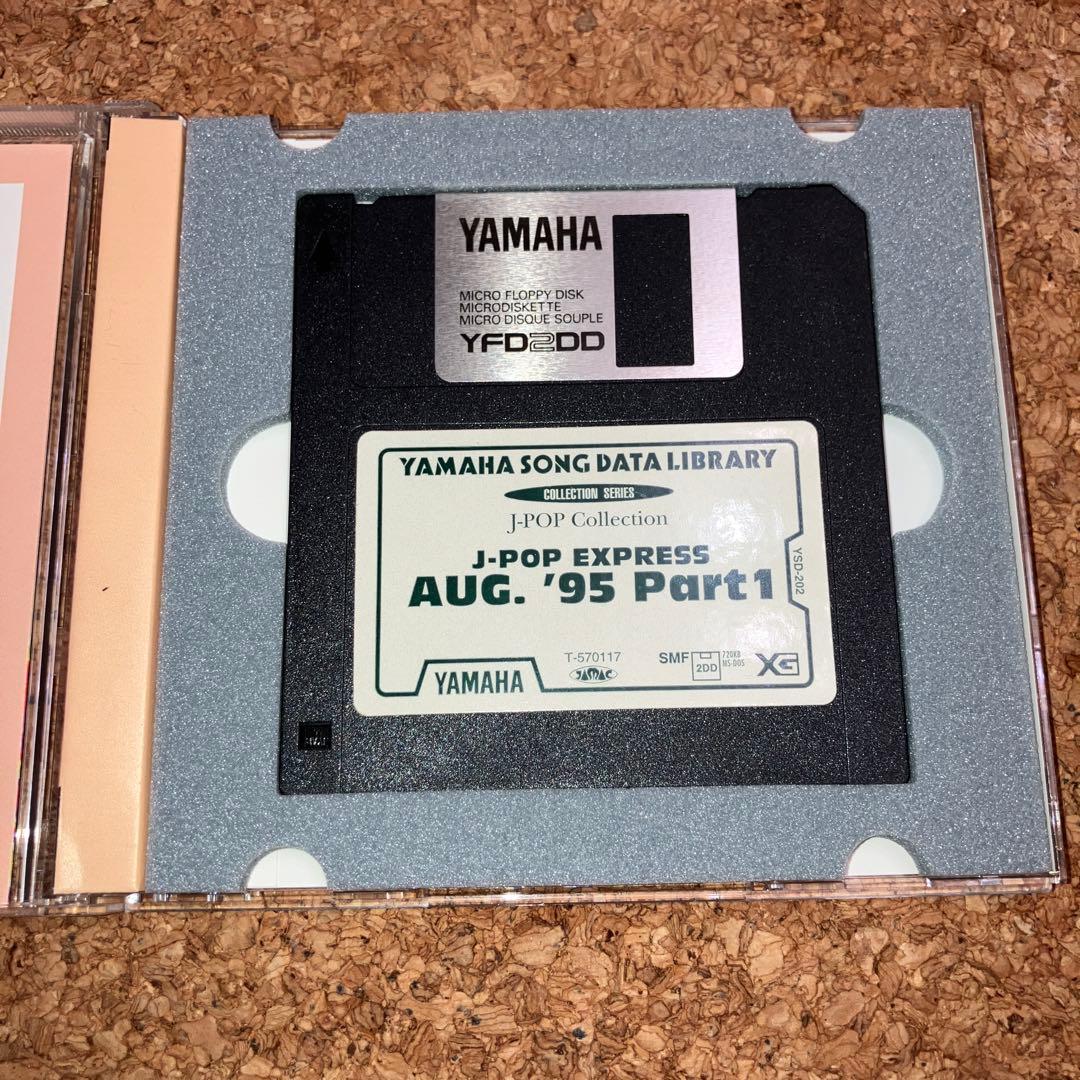 YAMAHA
MICRO FLOPPY DISK
MICRODISKETTE
MICRO DISQUE SOUPLE
YFD2DD
YAMAHA SONG DATA LIBRARY
COLLECTION SERIES
J-POP Collection
J-POP EXPRESS
AUG. '95 Part1
YSD-202
T-570117
JASRAC
SMF
2DD
720KB
MS-DOS
XG
YAMAHA